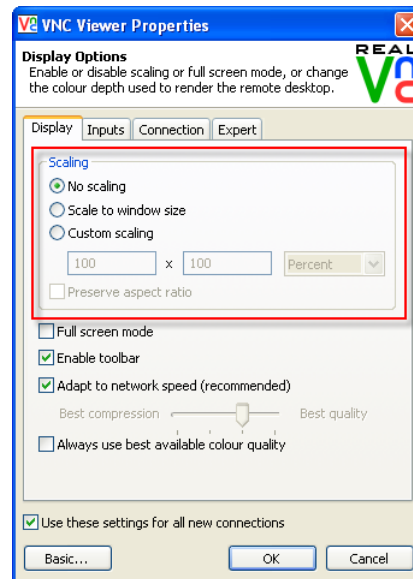 VNC Viewer Properties
Display Options
Enable or disable scaling or full screen mode, or change
the colour depth used to render the remote desktop.
REAL
VNC
Display Inputs Connection Expert
Scaling
No scaling
Scale to window size
Custom scaling
100 x 100 Percent
Preserve aspect ratio
Full screen mode
Enable toolbar
Adapt to network speed (recommended)
Best compression Best quality
Always use best available colour quality
Use these settings for all new connections
Basic... OK Cancel